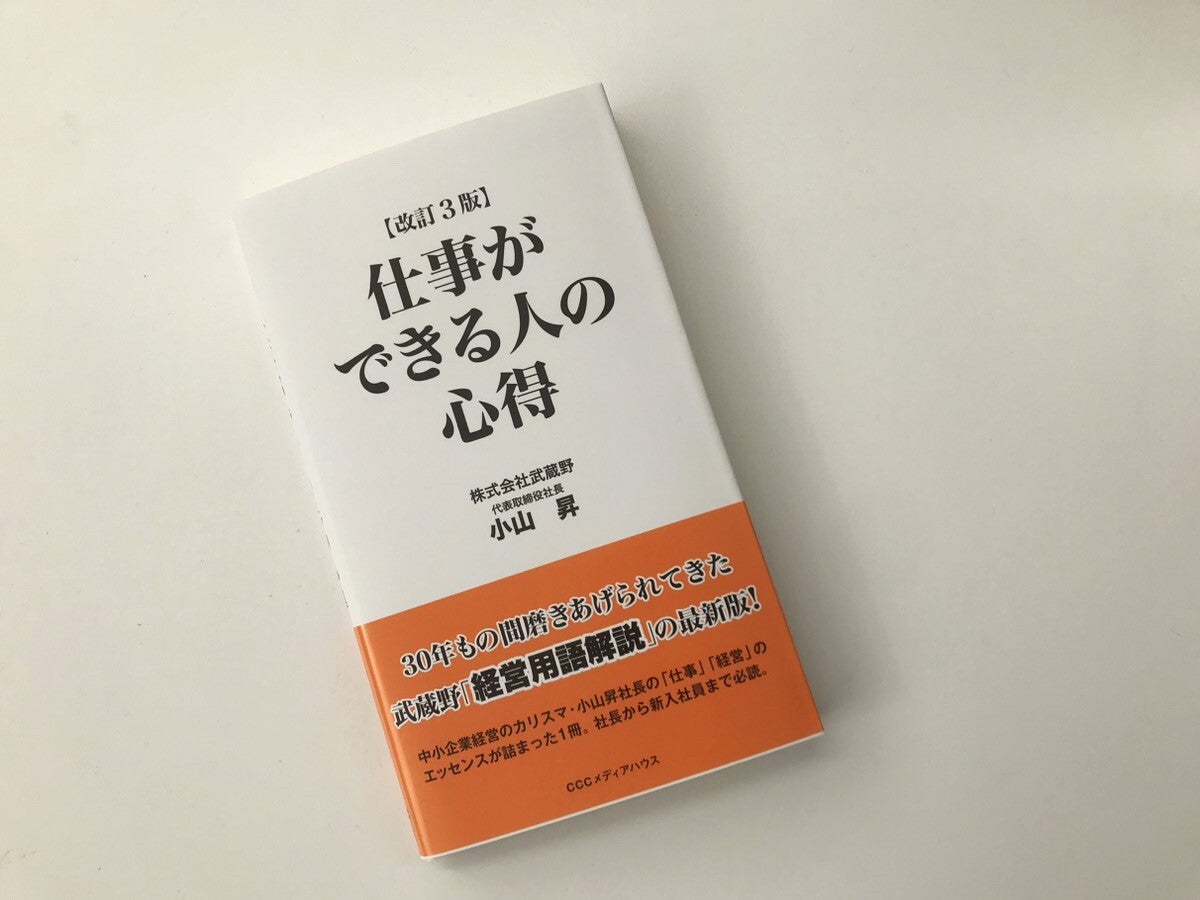 【改訂3版】
仕事が
できる人の
心得
株式会社武蔵野
代表取締役社長
小山 昇
30年もの間磨きあげられてきた
武蔵野「経営用語解説」の最新版!
中小企業経営のカリスマ・小山昇社長の「仕事」「経営」の
エッセンスが詰まった1冊。社長から新入社員まで必読。
CCCメディアハウス